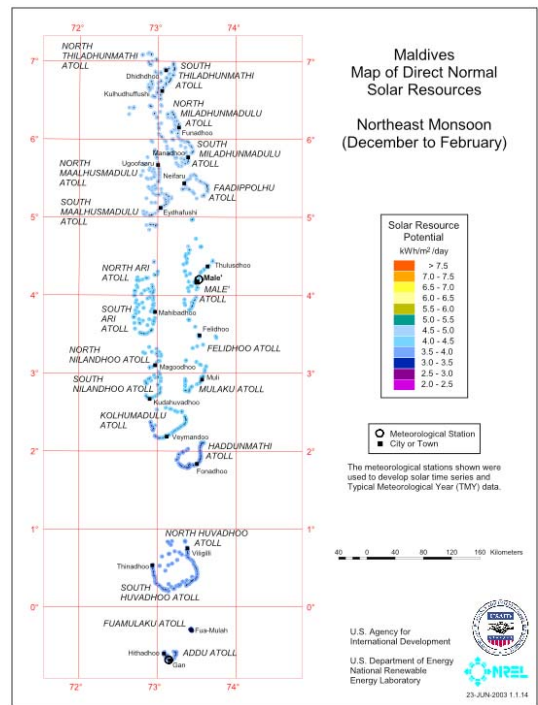 72°
73°
74°
7°
7°
NORTH
THILADHUNMATHI
ATOLL
SOUTH
THILADHUNMATHI
ATOLL
Dhidhdhoo
Kulhudhuffushi
NORTH
MILADHUNMADULU
ATOLL
Funadhoo
6°
6°
Manadhoo
SOUTH
MILADHUNMADULU
ATOLL
NORTH
MAALHUSMADULU
ATOLL
Ugoofaaru
Neifaru
FAADIPPOLHU
ATOLL
SOUTH
MAALHUSMADULU
ATOLL
Eydhafushi
5°
5°
NORTH ARI
ATOLL
Thulusdhoo
Male'
MALE'
ATOLL
4°
4°
SOUTH
ARI
ATOLL
Mahibadhoo
Felidhoo
FELIDHOO ATOLL
NORTH
NILANDHOO ATOLL
Magoodhoo
3°
3°
SOUTH
NILANDHOO ATOLL
Muli
MULAKU ATOLL
Kudahuvadhoo
KOLHUMADULU
ATOLL
Veymandoo
2°
2°
HADDUNMATHI
ATOLL
Fonadhoo
1°
1°
NORTH HUVADHOO
ATOLL
Viligilli
Thinadhoo
SOUTH
HUVADHOO ATOLL
0°
0°
FUAMULAKU ATOLL
Fua-Mulah
Hithadhoo
ADDU ATOLL
Gan
72°
73°
74°
Maldives
Map of Direct Normal
Solar Resources
Northeast Monsoon
(December to February)
Solar Resource
Potential
kWh/m²/day
> 7.5
7.0 - 7.5
6.5 - 7.0
6.0 - 6.5
5.5 - 6.0
5.0 - 5.5
4.5 - 5.0
4.0 - 4.5
3.5 - 4.0
3.0 - 3.5
2.5 - 3.0
2.0 - 2.5
Meteorological Station
City or Town
The meteorological stations shown were
used to develop solar time series and
Typical Meteorological Year (TMY) data.
40 0 40 80 120 160 Kilometers
U.S. Agency for
International Development
U.S. Department of Energy
National Renewable
Energy Laboratory
USAID
NREL
23-JUN-2003 1.1.14